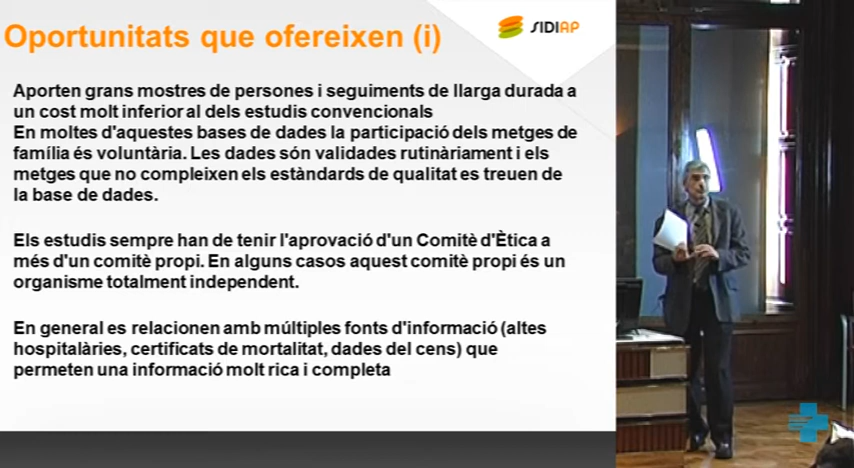 Oportunitats que ofereixen (i)
SIDIAP
Aporten grans mostres de persones i seguiments de llarga durada a
un cost molt inferior al dels estudis convencionals
En moltes d'aquestes bases de dades la participació dels metges de
família és voluntària. Les dades són validades rutinàriament i els
metges que no compleixen els estàndards de qualitat es treuen de
la base de dades.
Els estudis sempre han de tenir l'aprovació d'un Comitè d'Ètica a
més d'un comitè propi. En alguns casos aquest comitè propi és un
organisme totalment independent.
En general es relacionen amb múltiples fonts d'informació (altes
hospitalàries, certificats de mortalitat, dades del cens) que
permeten una informació molt rica i completa